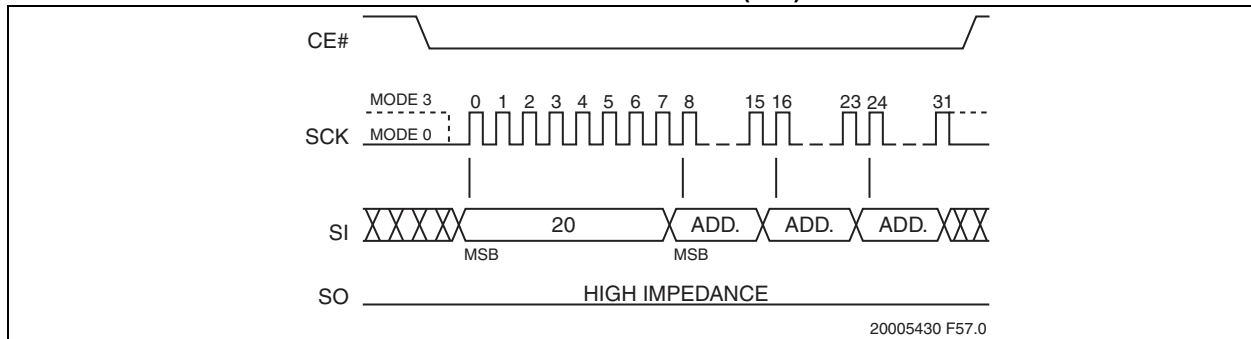 CE#
MODE 3
0 1 2 3 4 5 6 7 8 15 16 23 24 31
SCK
MODE 0
SI
20 ADD. ADD. ADD.
MSB MSB
SO
HIGH IMPEDANCE
20005430 F57.0